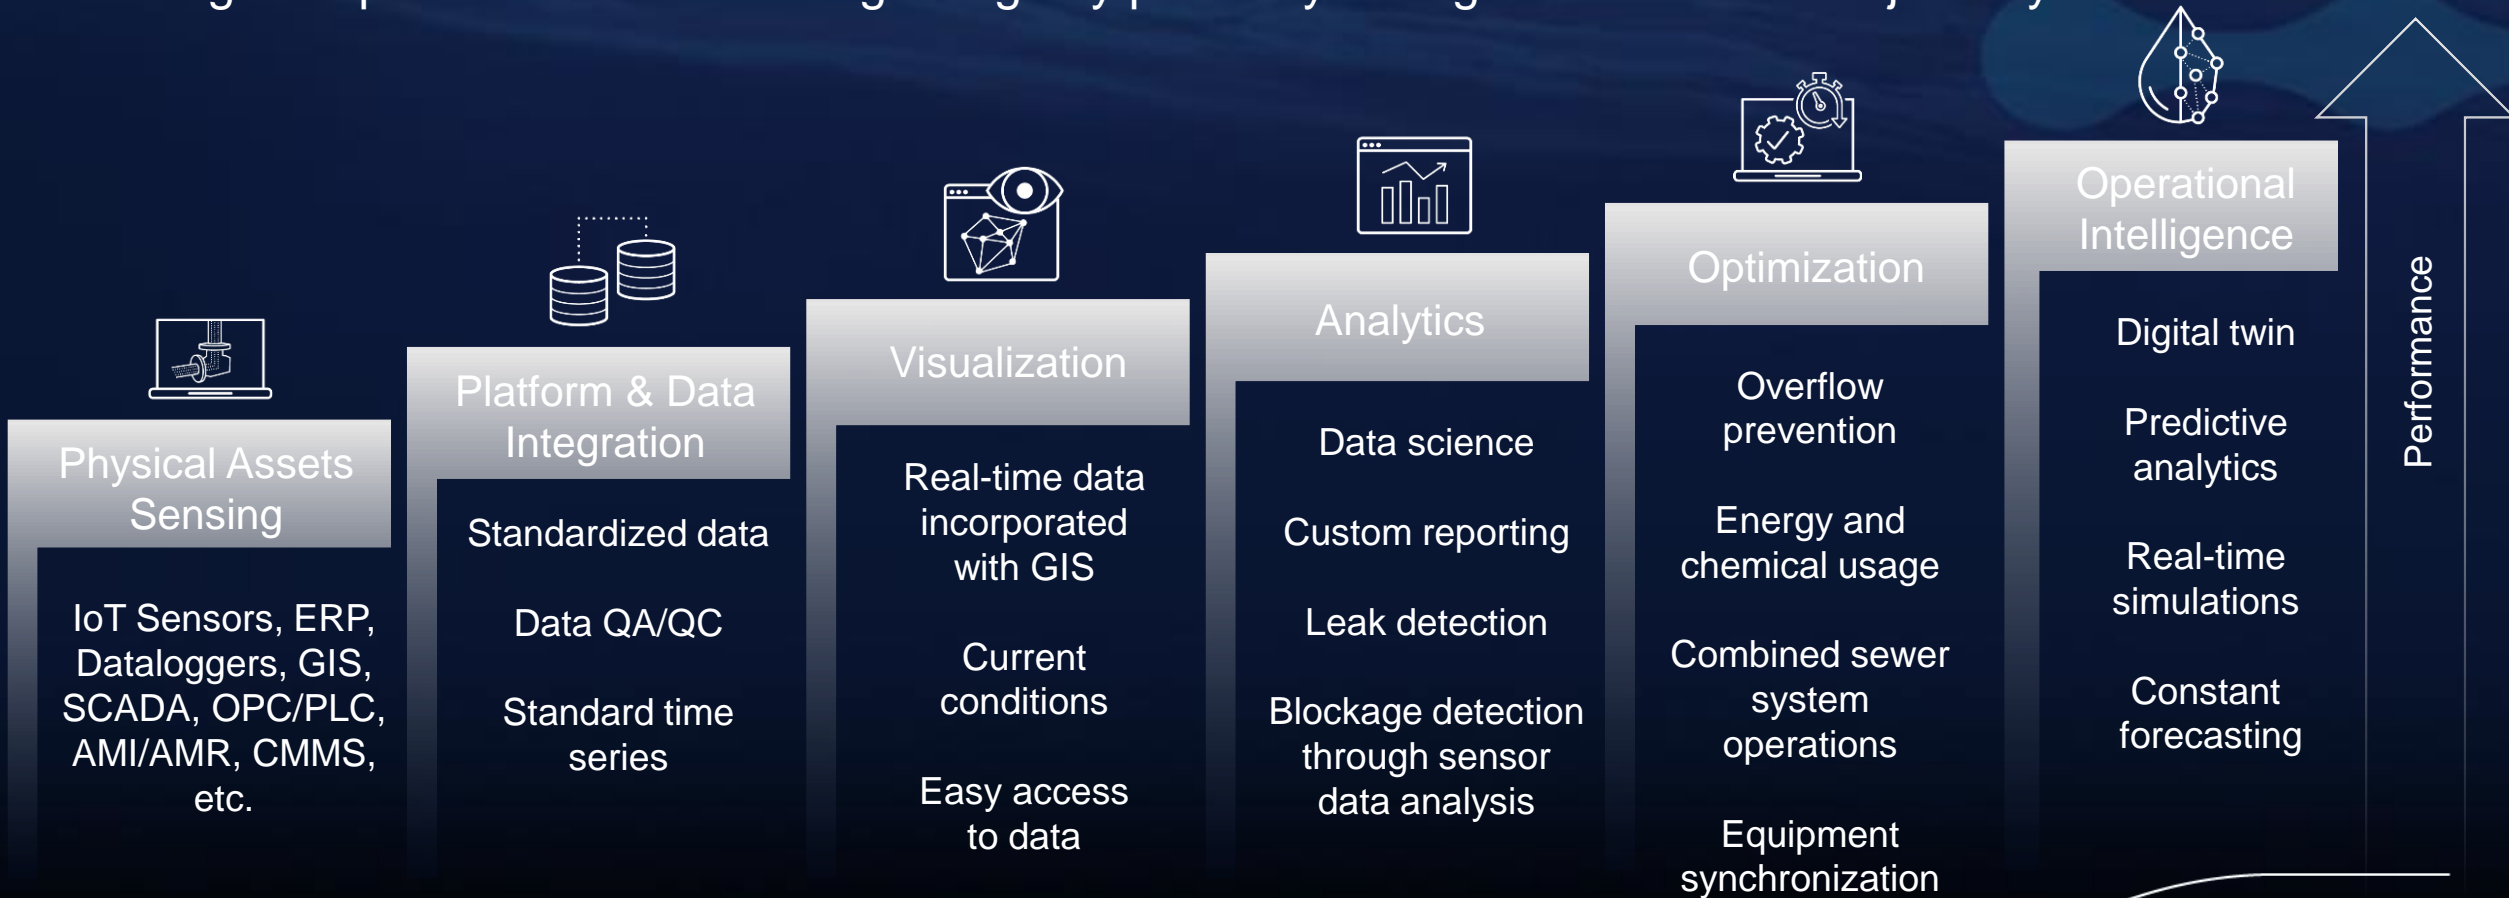 Physical Assets
Sensing
IoT Sensors, ERP,
Dataloggers, GIS,
SCADA, OPC/PLC,
AMI/AMR, CMMS,
etc.
Platform & Data
Integration
Standardized data
Data QA/QC
Standard time
series
Visualization
Real-time data
incorporated
with GIS
Current
conditions
Easy access
to data
Analytics
Data science
Custom reporting
Leak detection
Blockage detection
through sensor
data analysis
Optimization
Overflow
prevention
Energy and
chemical usage
Combined sewer
system
operations
Equipment
synchronization
Operational
Intelligence
Digital twin
Predictive
analytics
Real-time
simulations
Constant
forecasting
Performance